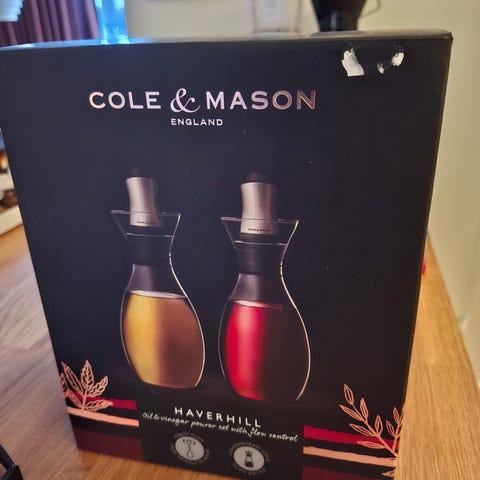 COLE & MASON
ENGLAND
HAVERHILL
Oil & vinegar pourer set with flow control